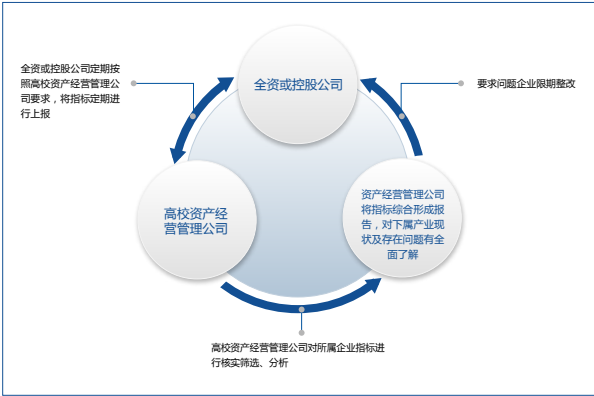 全资或控股公司定期按
照高校资产经营管理公
司要求，将指标定期进
行上报
全资或控股公司
要求问题企业限期整改
高校资产经
营管理公司
资产经营管理公司
将指标综合形成报
告，对下属产业现
状及存在问题有全
面了解
高校资产经营管理公司对所属企业指标进
行核实筛选、分析